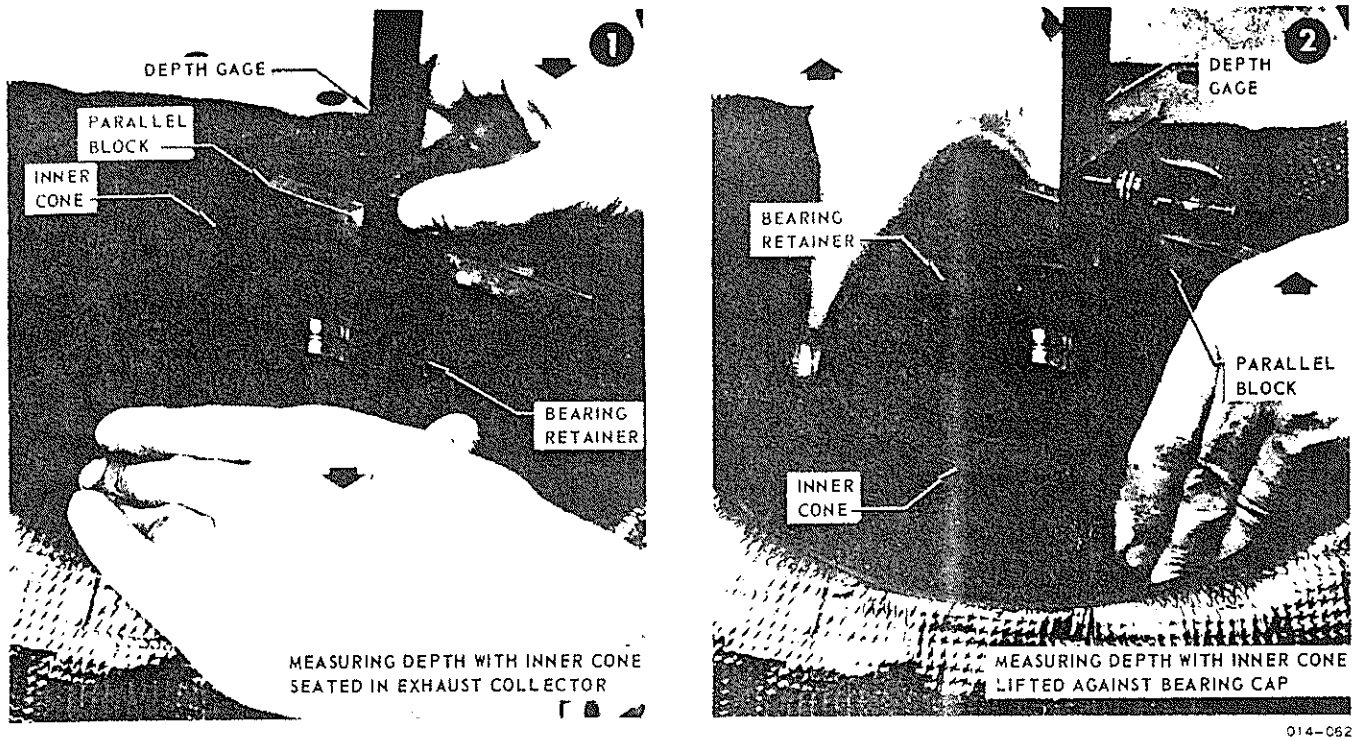 1
DEPTH GAGE
PARALLEL
BLOCK
INNER
CONE
BEARING
RETAINER
MEASURING DEPTH WITH INNER CONE
SEATED IN EXHAUST COLLECTOR
2
DEPTH
GAGE
BEARING
RETAINER
PARALLEL
BLOCK
INNER
CONE
MEASURING DEPTH WITH INNER CONE
LIFTED AGAINST BEARING CAP
014-062